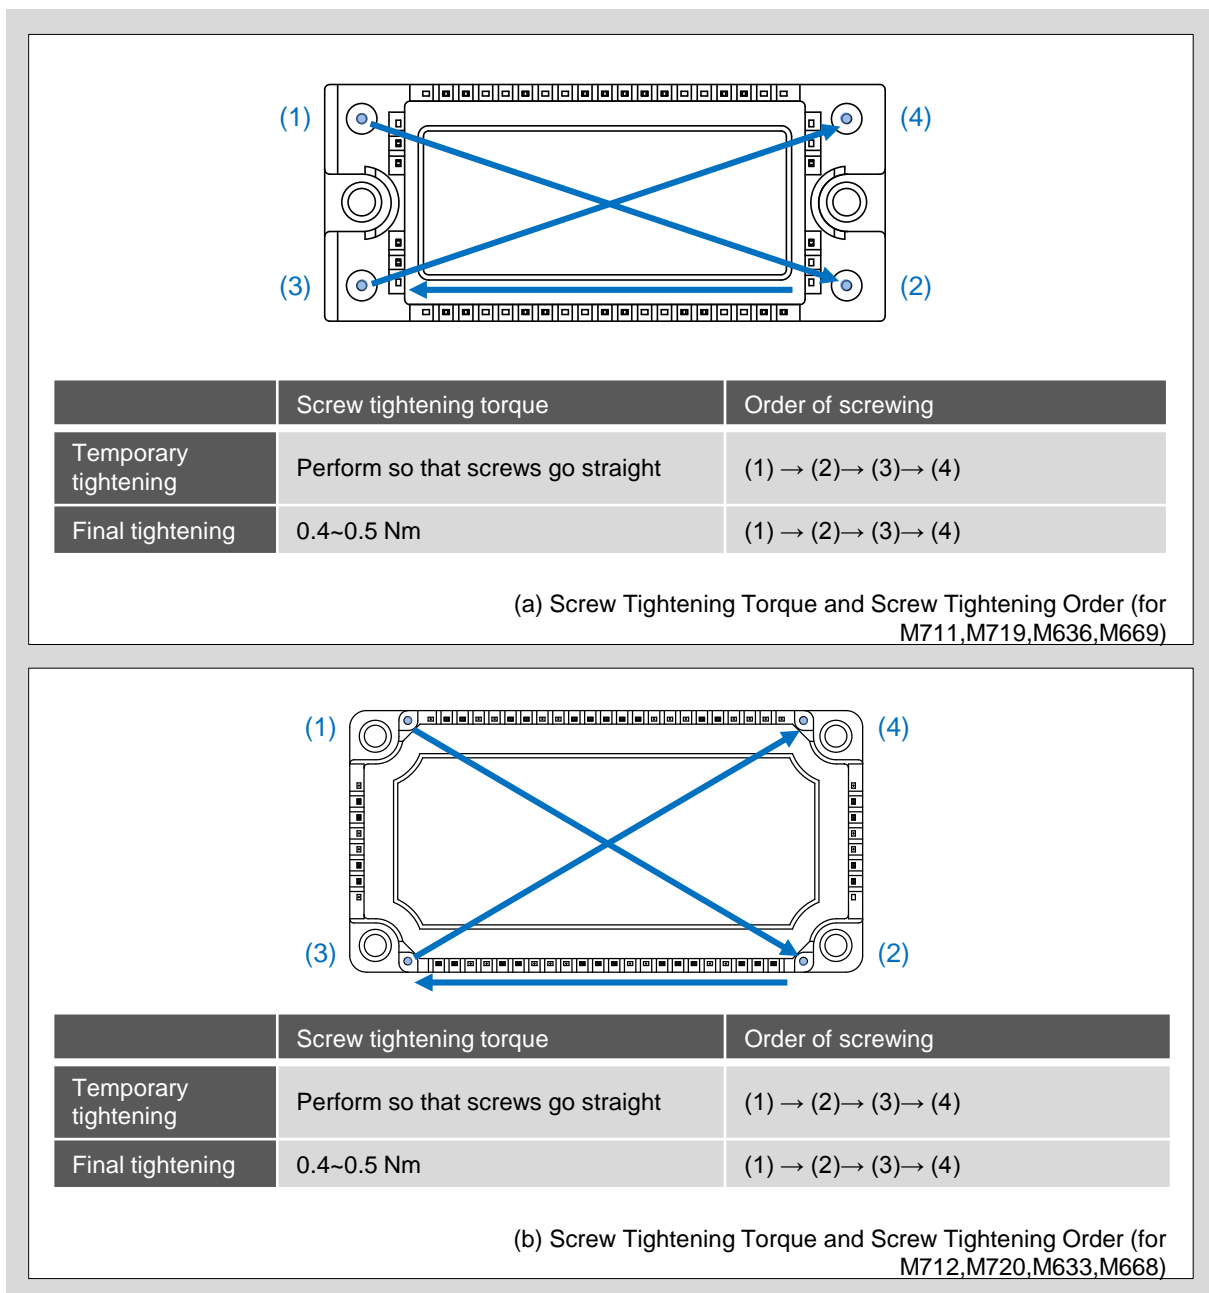 (1)
(4)
(3)
(2)
Screw tightening torque Order of screwing
Temporary
tightening
Perform so that screws go straight
(1) → (2)→ (3)→ (4)
Final tightening 0.4~0.5 Nm (1) → (2)→ (3)→ (4)
(a) Screw Tightening Torque and Screw Tightening Order (for
M711,M719,M636,M669)
(1)
(4)
(3)
(2)
Screw tightening torque Order of screwing
Temporary
tightening
Perform so that screws go straight
(1) → (2)→ (3)→ (4)
Final tightening 0.4~0.5 Nm (1) → (2)→ (3)→ (4)
(b) Screw Tightening Torque and Screw Tightening Order (for
M712,M720,M633,M668)